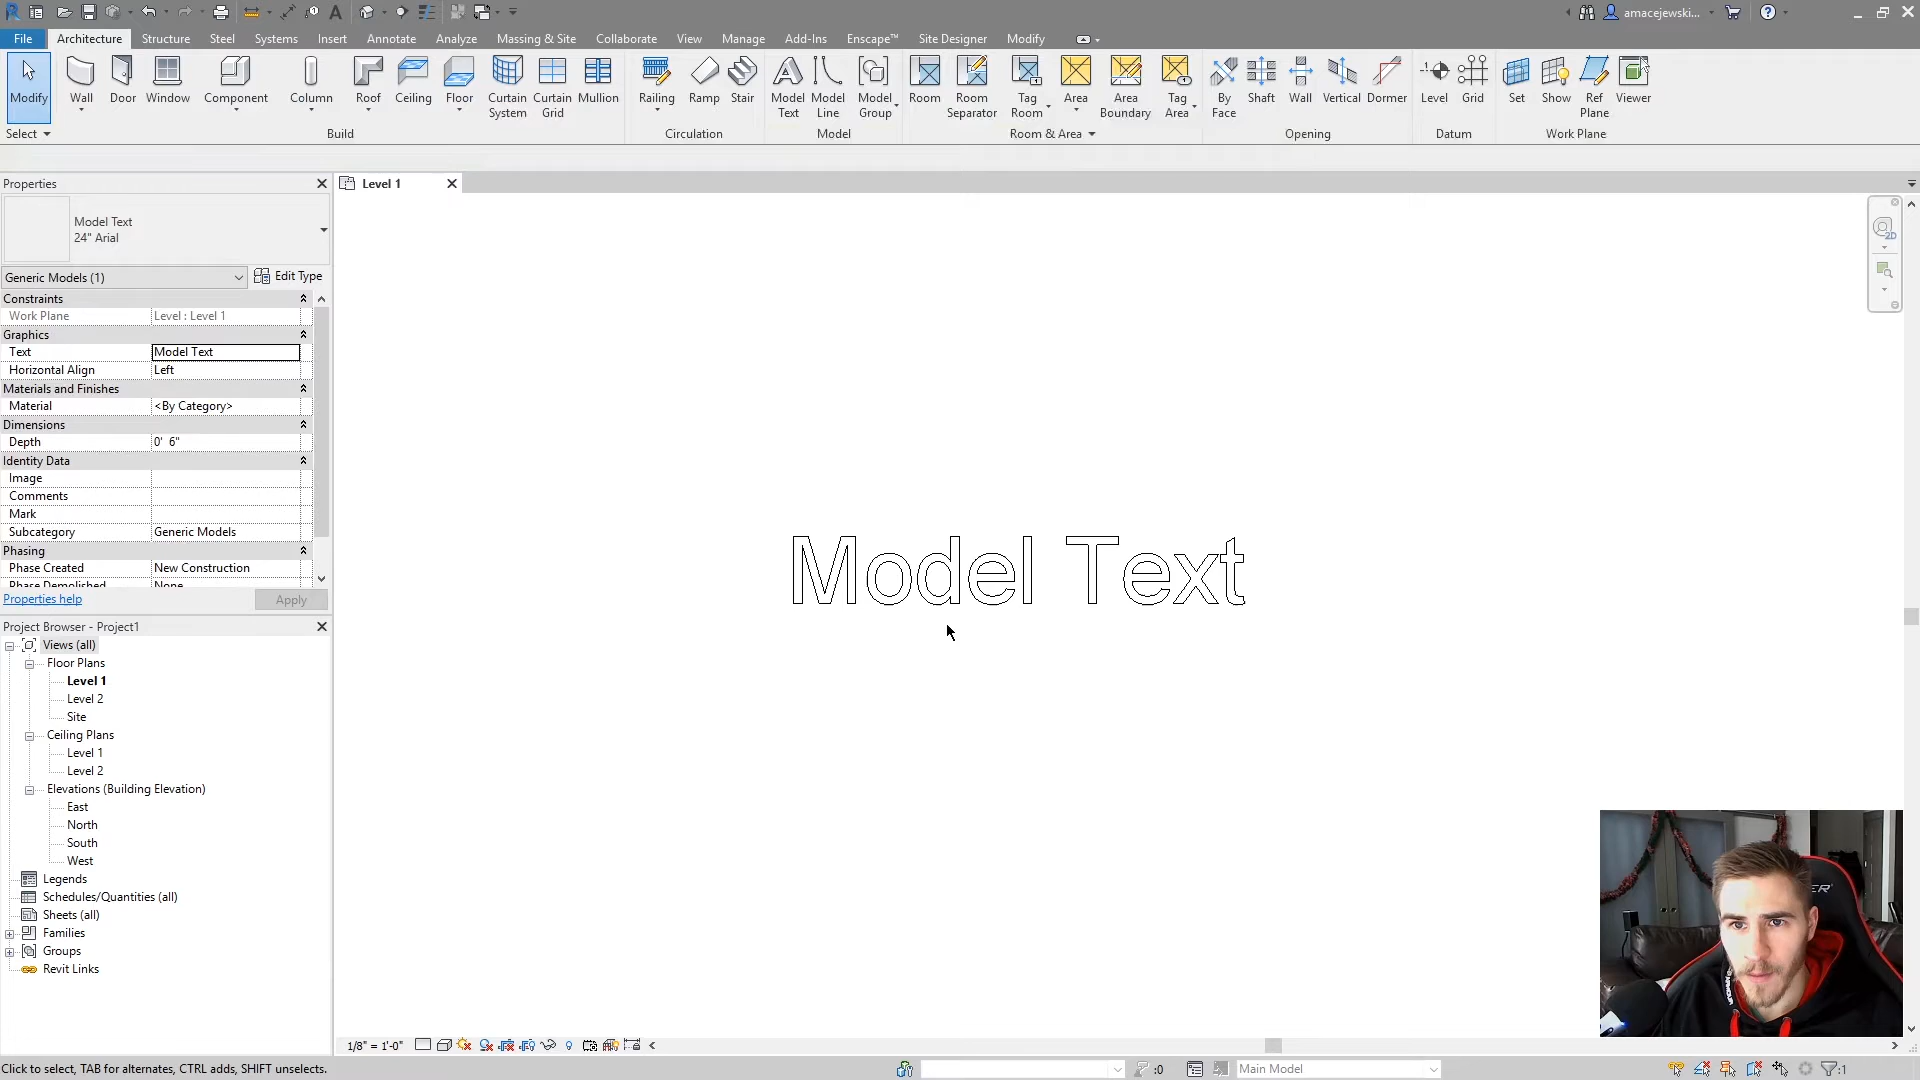 amacejewski...
File Architecture Structure Steel Systems Insert Annotate Analyze Massing & Site Collaborate View Manage Add-Ins Enscape™ Site Designer Modify
Modify Wall Door Window Component Column Roof Ceiling Floor Curtain System Curtain Grid Mullion Railing Ramp Stair Model Text Model Line Model Group Room Room Separator Tag Room Area Area Boundary Tag Area By Face Shaft Wall Vertical Dormer Level Grid Set Show Ref Plane Viewer
Select Build Circulation Model Room & Area Opening Datum Work Plane
Properties
Level 1
Model Text
24" Arial
Generic Models (1) Edit Type
Constraints
Work Plane Level : Level 1
Graphics
Text Model Text
Horizontal Align Left
Materials and Finishes
Material <By Category>
Dimensions
Depth 0' 6"
Identity Data
Image
Comments
Mark
Subcategory Generic Models
Phasing
Phase Created New Construction
Phase Demolished None
Properties help Apply
Model Text
Project Browser - Project1
Views (all)
Floor Plans
Level 1
Level 2
Site
Ceiling Plans
Level 1
Level 2
Elevations (Building Elevation)
East
North
South
West
Legends
Schedules/Quantities (all)
Sheets (all)
Families
Groups
Revit Links
1/8" = 1'-0"
Click to select, TAB for alternates, CTRL adds, SHIFT unselects.
:0
Main Model
:1